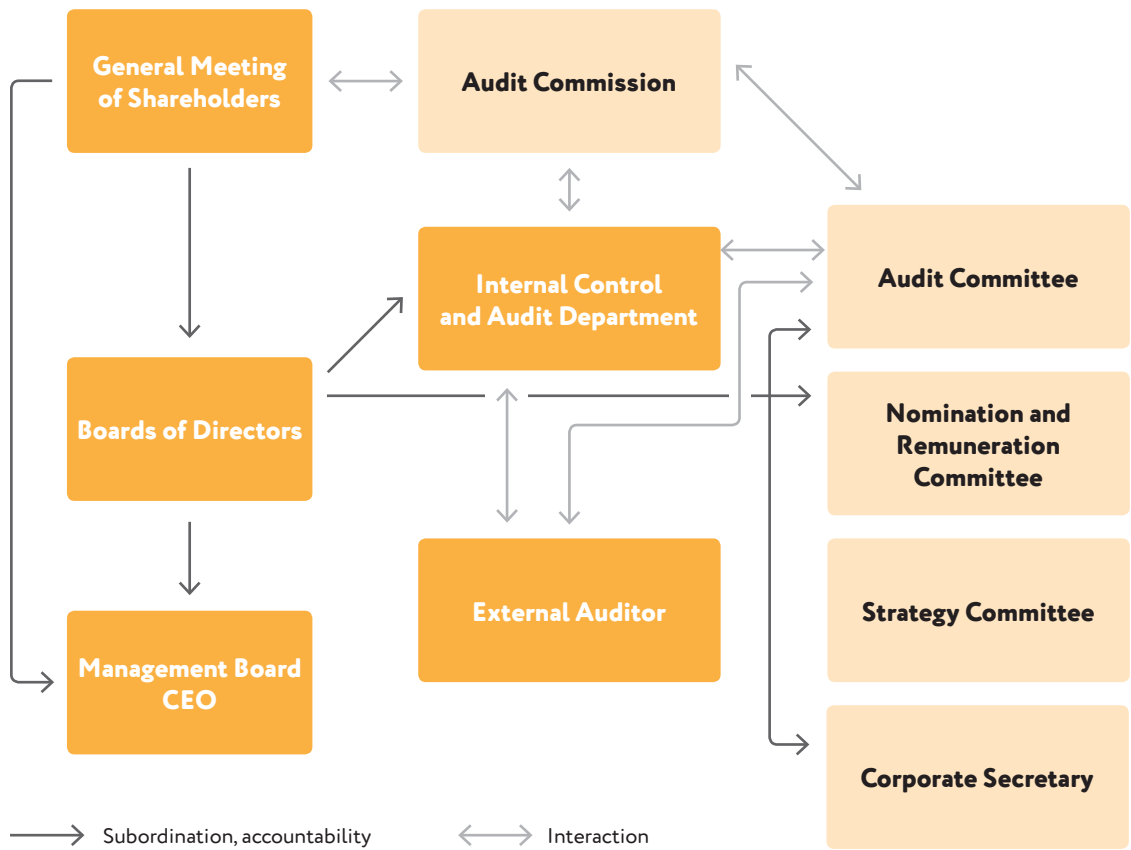 General Meeting
of Shareholders
Audit Commission
Internal Control
and Audit Department
Audit Committee
Boards of Directors
Nomination and
Remuneration
Committee
External Auditor
Strategy Committee
Management Board
CEO
Corporate Secretary
Subordination, accountability
Interaction